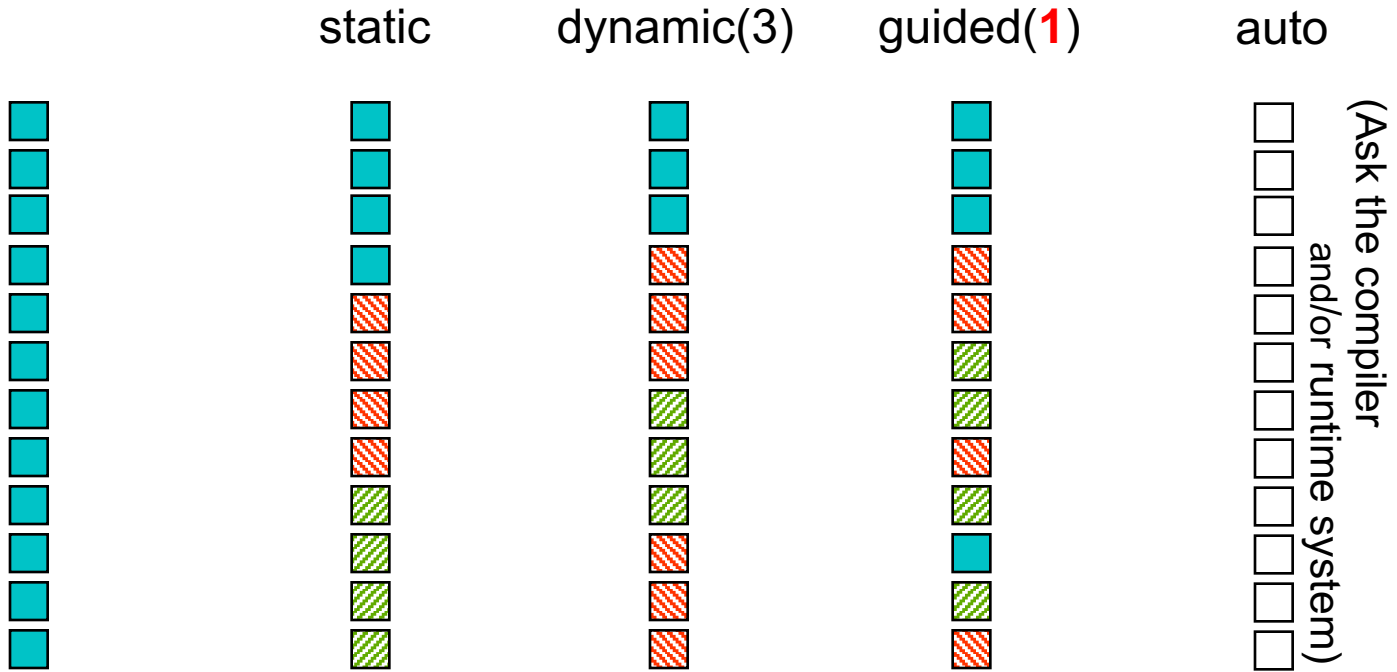 static
dynamic(3)
guided(1)
auto
(Ask the compiler
and/or runtime system)